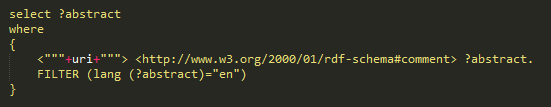 select ?abstract
where
{
<"""+uri+"""> <http://www.w3.org/2000/01/rdf-schema#comment> ?abstract.
FILTER (lang (?abstract)="en")
}